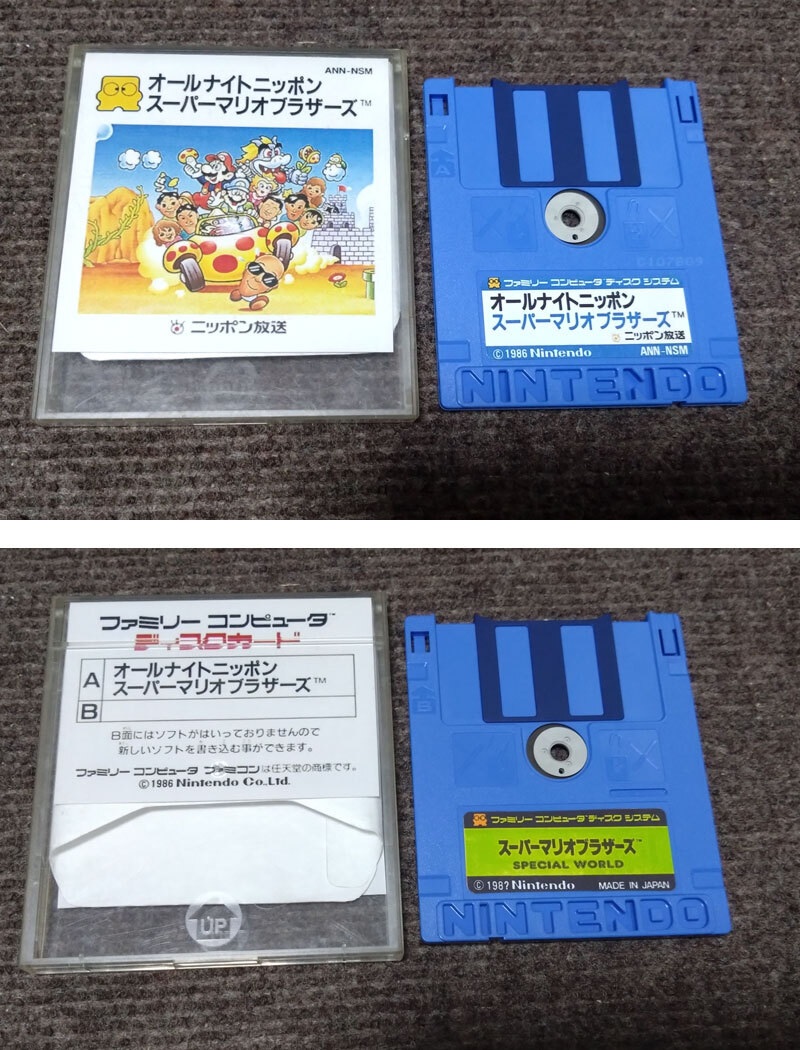 ANN-NSM
オールナイトニッポン
スーパーマリオブラザーズ™
ニッポン放送
A
C107809
ファミリー コンピュータ ディスク システム
オールナイトニッポン
スーパーマリオブラザーズ™
ニッポン放送
©1986 Nintendo ANN-NSM
NINTENDO
ファミリー コンピュータ™
ディスクカード
A オールナイトニッポン
スーパーマリオブラザーズ™
B
B面にはソフトがはいっておりませんので
新しいソフトを書き込む事ができます。
ファミリー コンピュータ ファミコンは任天堂の商標です。
©1986 Nintendo Co.,Ltd.
UP
B
ファミリー コンピュータ ディスク システム
スーパーマリオブラザーズ™
SPECIAL WORLD
©198? Nintendo MADE IN JAPAN
NINTENDO